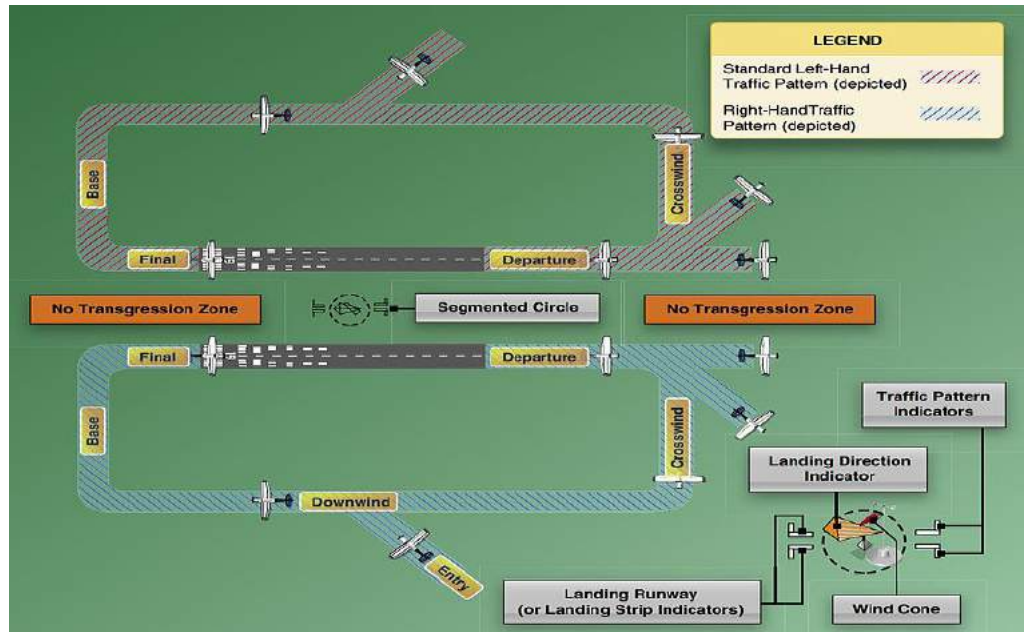 LEGEND
Standard Left-Hand
Traffic Pattern (depicted)
Right-HandTraffic
Pattern (depicted)
Base
Crosswind
Final
Departure
No Transgression Zone
Segmented Circle
No Transgression Zone
Final
Departure
Base
Crosswind
Downwind
Entry
Traffic Pattern
Indicators
Landing Direction
Indicator
Landing Runway
(or Landing Strip Indicators)
Wind Cone